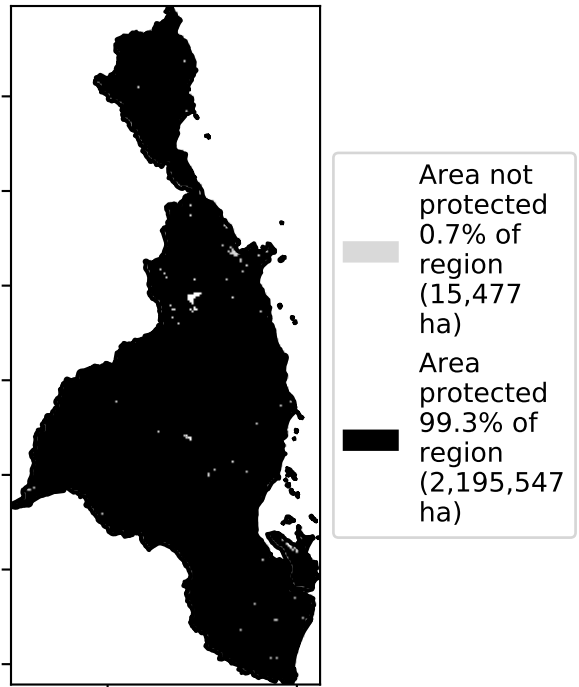 Area not
protected
0.7% of
region
(15,477
ha)
Area
protected
99.3% of
region
(2,195,547
ha)